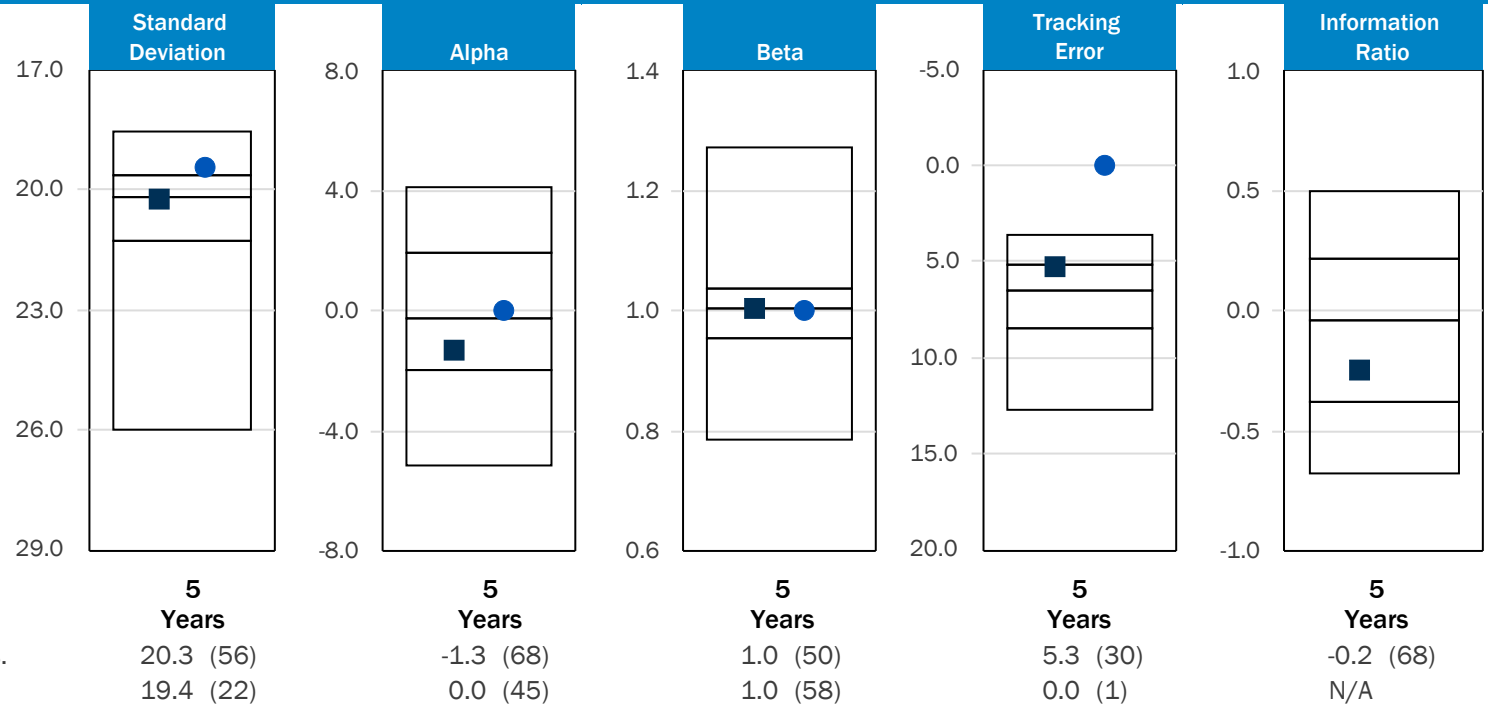 Standard
Deviation
Alpha
Beta
Tracking
Error
Information
Ratio
17.0
20.0
23.0
26.0
29.0
8.0
4.0
0.0
-4.0
-8.0
1.4
1.2
1.0
0.8
0.6
-5.0
0.0
5.0
10.0
15.0
20.0
1.0
0.5
0.0
-0.5
-1.0
5 5 5 5 5
Years Years Years Years Years
. 20.3 (56) -1.3 (68) 1.0 (50) 5.3 (30) -0.2 (68)
19.4 (22) 0.0 (45) 1.0 (58) 0.0 (1) N/A